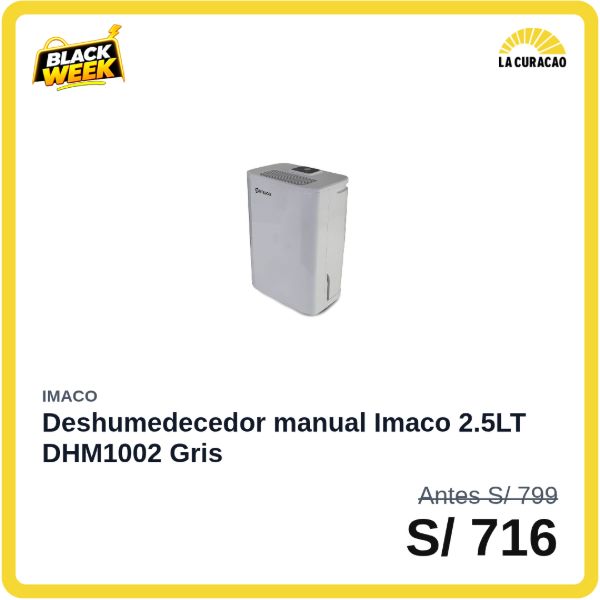 BLACK
WEEK
LA CURACAO
IMACO
Deshumedecedor manual Imaco 2.5LT
DHM1002 Gris
Antes S/ 799
S/ 716